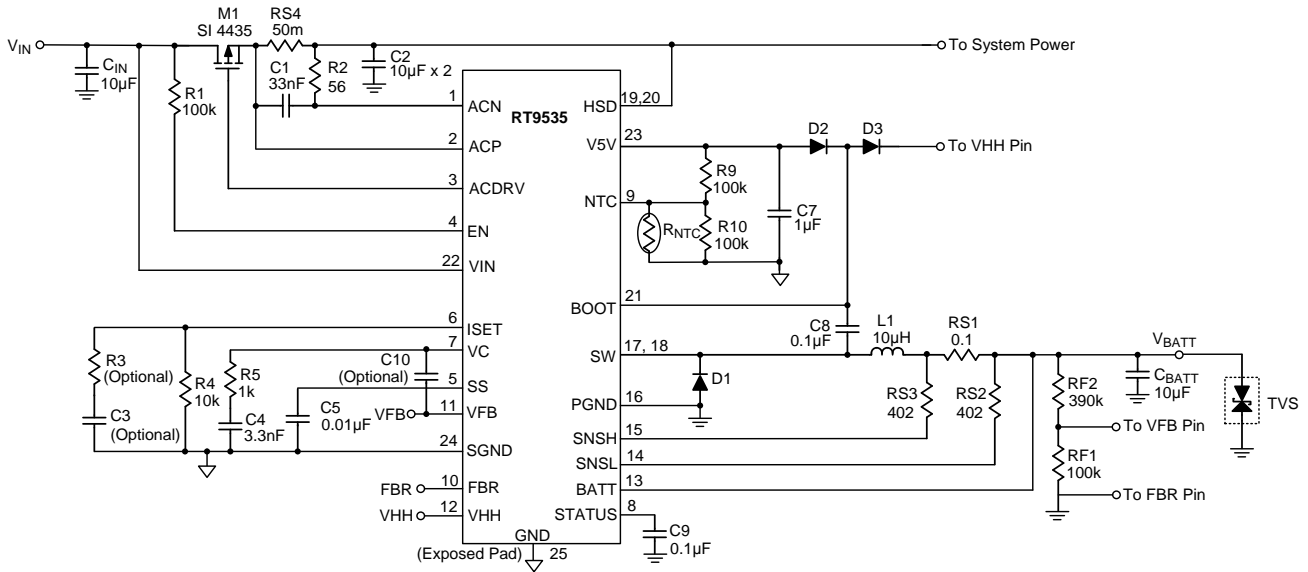 M1
SI 4435
RS4
50m
VIN
To System Power
CIN
10µF
R1
100k
C1
33nF
R2
56
C2
10µF x 2
1
ACN
RT9535
HSD
19,20
2
ACP
V5V
23
D2
D3
To VHH Pin
3
ACDRV
R9
100k
NTC
9
4
EN
RNTC
R10
100k
C7
1µF
22
VIN
BOOT
21
6
ISET
C8
0.1µF
L1
10µH
RS1
0.1
VBATT
7
VC
SW
17, 18
R3
(Optional)
R4
10k
R5
1k
C10
(Optional)
5
SS
D1
RS3
402
RS2
402
RF2
390k
CBATT
10µF
TVS
C3
(Optional)
C4
3.3nF
C5
0.01µF
VFB
11
VFB
PGND
16
To VFB Pin
24
SGND
SNSH
15
SNSL
14
RF1
100k
FBR
10
FBR
BATT
13
To FBR Pin
VHH
12
VHH
STATUS
8
GND
(Exposed Pad)
25
C9
0.1µF